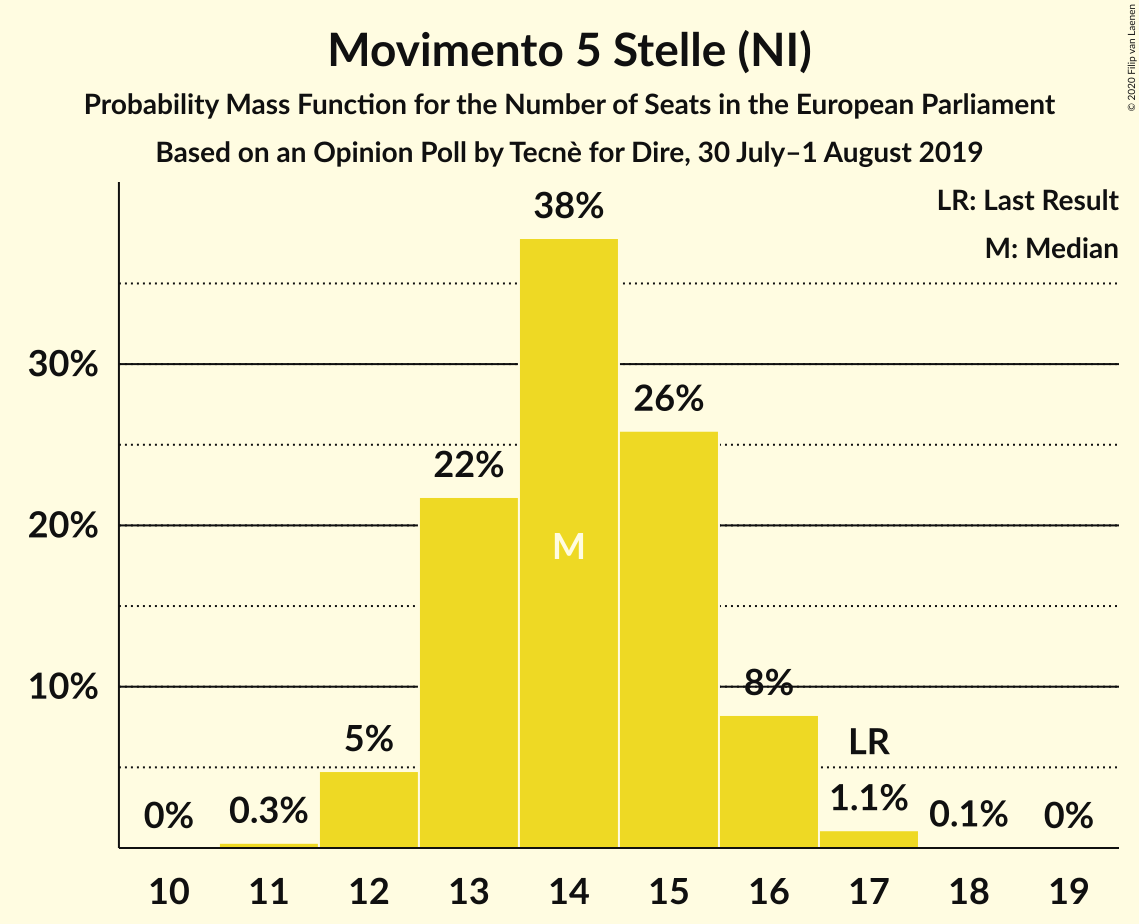 © 2020 Filip van Laenen
Movimento 5 Stelle (NI)
Probability Mass Function for the Number of Seats in the European Parliament
Based on an Opinion Poll by Tecnè for Dire, 30 July–1 August 2019
LR: Last Result
M: Median
38%
30%
26%
22%
20%
M
10%
8%
5%
LR
0%
0.3%
1.1%
0.1%
0%
10 11 12 13 14 15 16 17 18 19